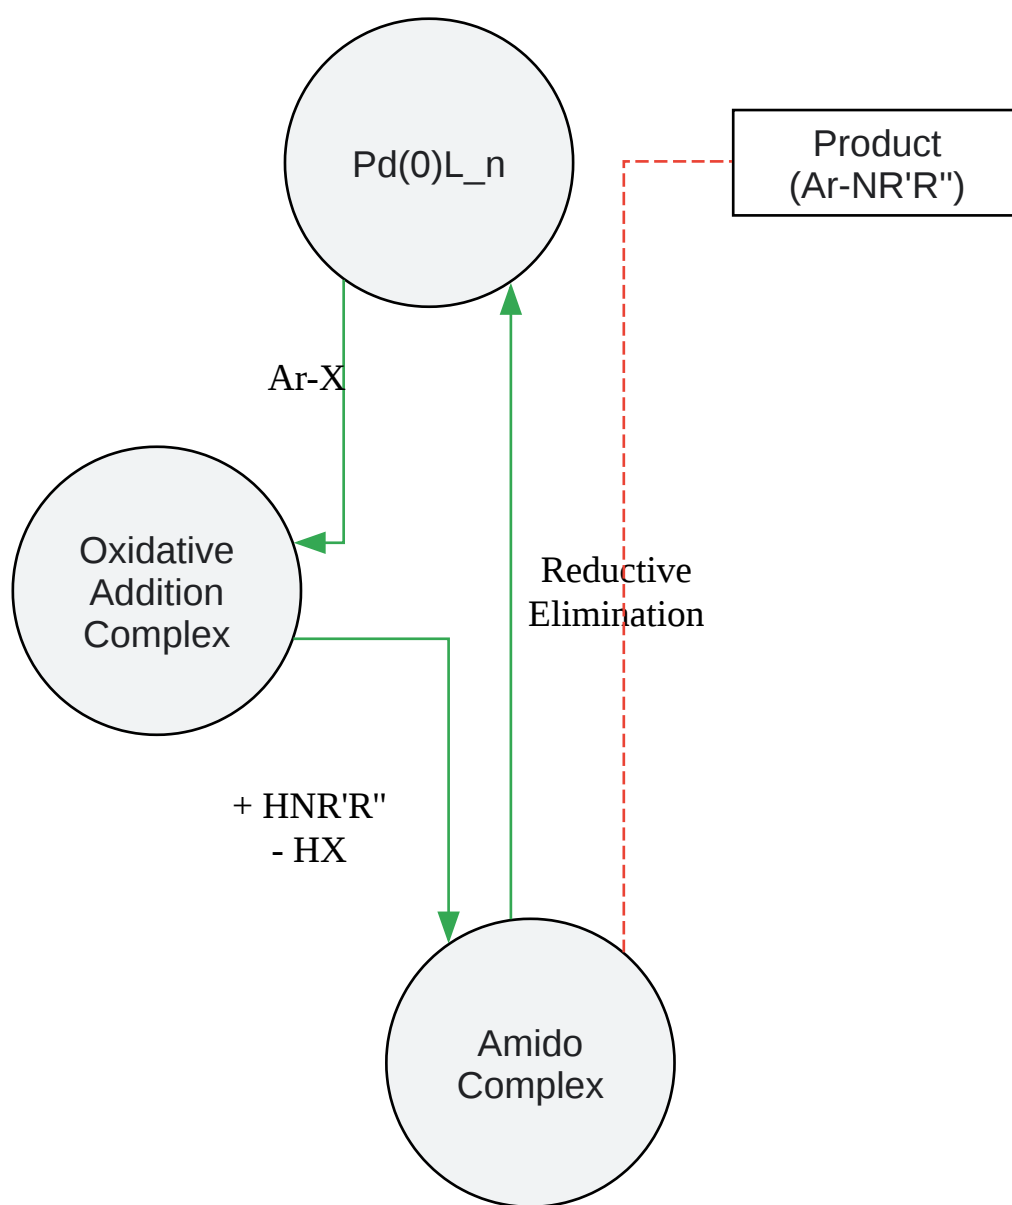 Pd(0)L_n
Product
(Ar-NR'R")
Ar-X
Oxidative
Addition
Complex
Reductive
Elimination
+ HNR'R"
- HX
Amido
Complex